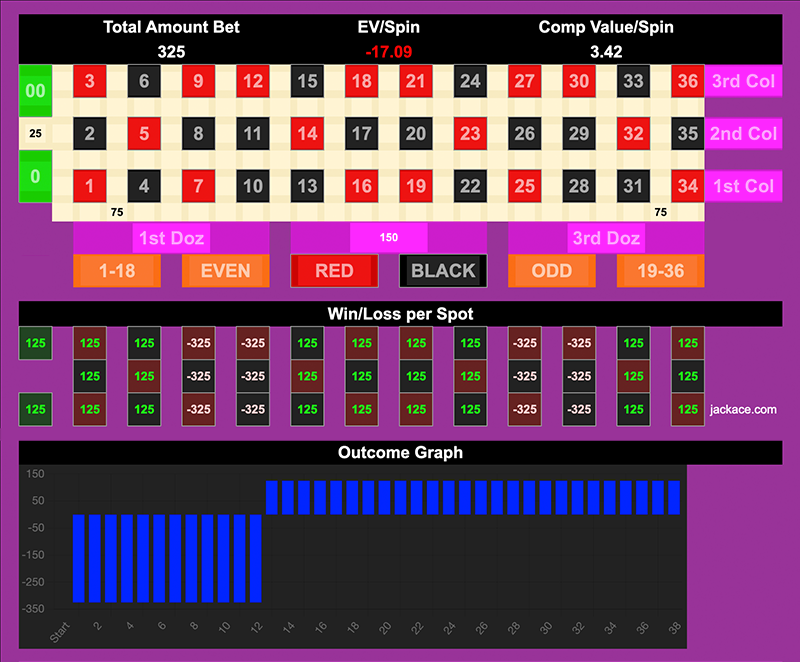 Total Amount Bet EV/Spin Comp Value/Spin
325 -17.09 3.42
00 3 6 9 12 15 18 21 24 27 30 33 36 3rd Col
25 2 5 8 11 14 17 20 23 26 29 32 35 2nd Col
0 1 4 7 10 13 16 19 22 25 28 31 34 1st Col
75 75
1st Doz 150 3rd Doz
1-18 EVEN RED BLACK ODD 19-36
Win/Loss per Spot
125 125 125 -325 -325 125 125 125 125 -325 -325 125 125
125 125 -325 -325 125 125 125 125 -325 -325 125 125
125 125 125 -325 -325 125 125 125 125 -325 -325 125 125 jackace.com
Outcome Graph
150
50
-50
-150
-250
-350
Start 2 4 6 8 10 12 14 16 18 20 22 24 26 28 30 32 34 36 38